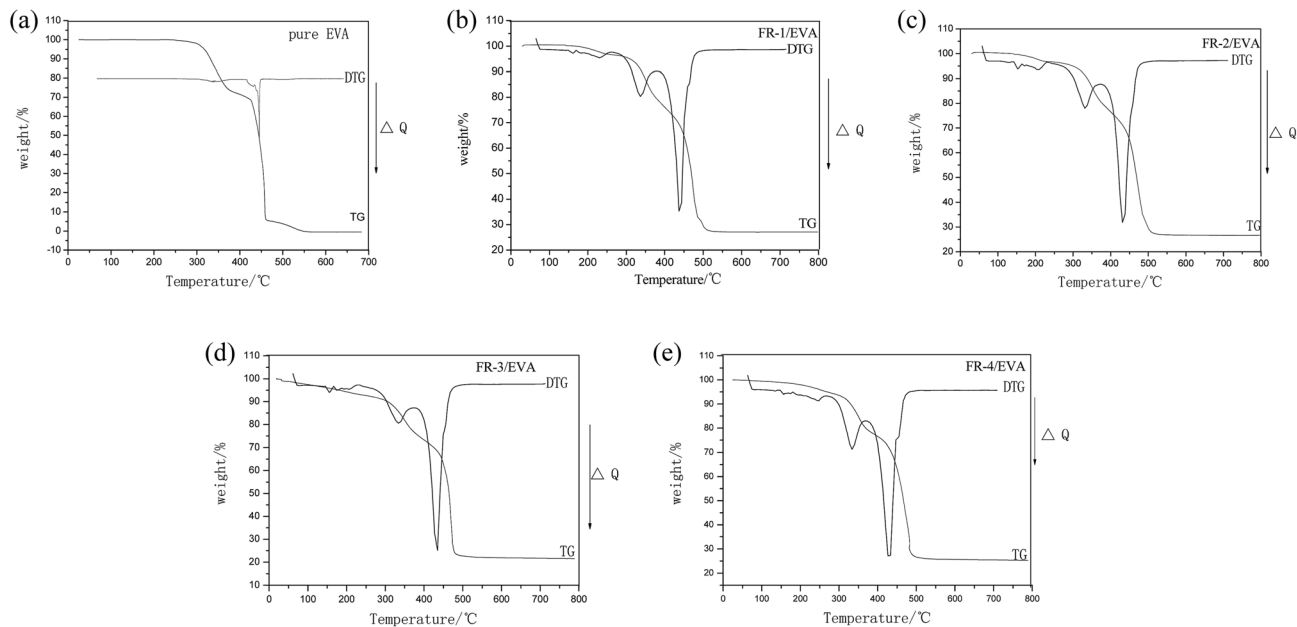 (a)
pure EVA
DTG
TG
△ Q
weight/%
110
100
90
80
70
60
50
40
30
20
10
0
-10
0 100 200 300 400 500 600 700
Temperature/℃
(b)
FR-1/EVA
DTG
TG
△ Q
weight/%
110
100
90
80
70
60
50
40
30
20
0 100 200 300 400 500 600 700 800
Temperature/℃
(c)
FR-2/EVA
DTG
TG
△ Q
weight/%
110
100
90
80
70
60
50
40
30
20
0 100 200 300 400 500 600 700 800
Temperature/℃
(d)
FR-3/EVA
DTG
TG
△ Q
weight/%
110
100
90
80
70
60
50
40
30
20
10
0 100 200 300 400 500 600 700 800
Temperature/℃
(e)
FR-4/EVA
DTG
TG
△ Q
weight/%
110
100
90
80
70
60
50
40
30
20
0 100 200 300 400 500 600 700 800
Temperature/℃